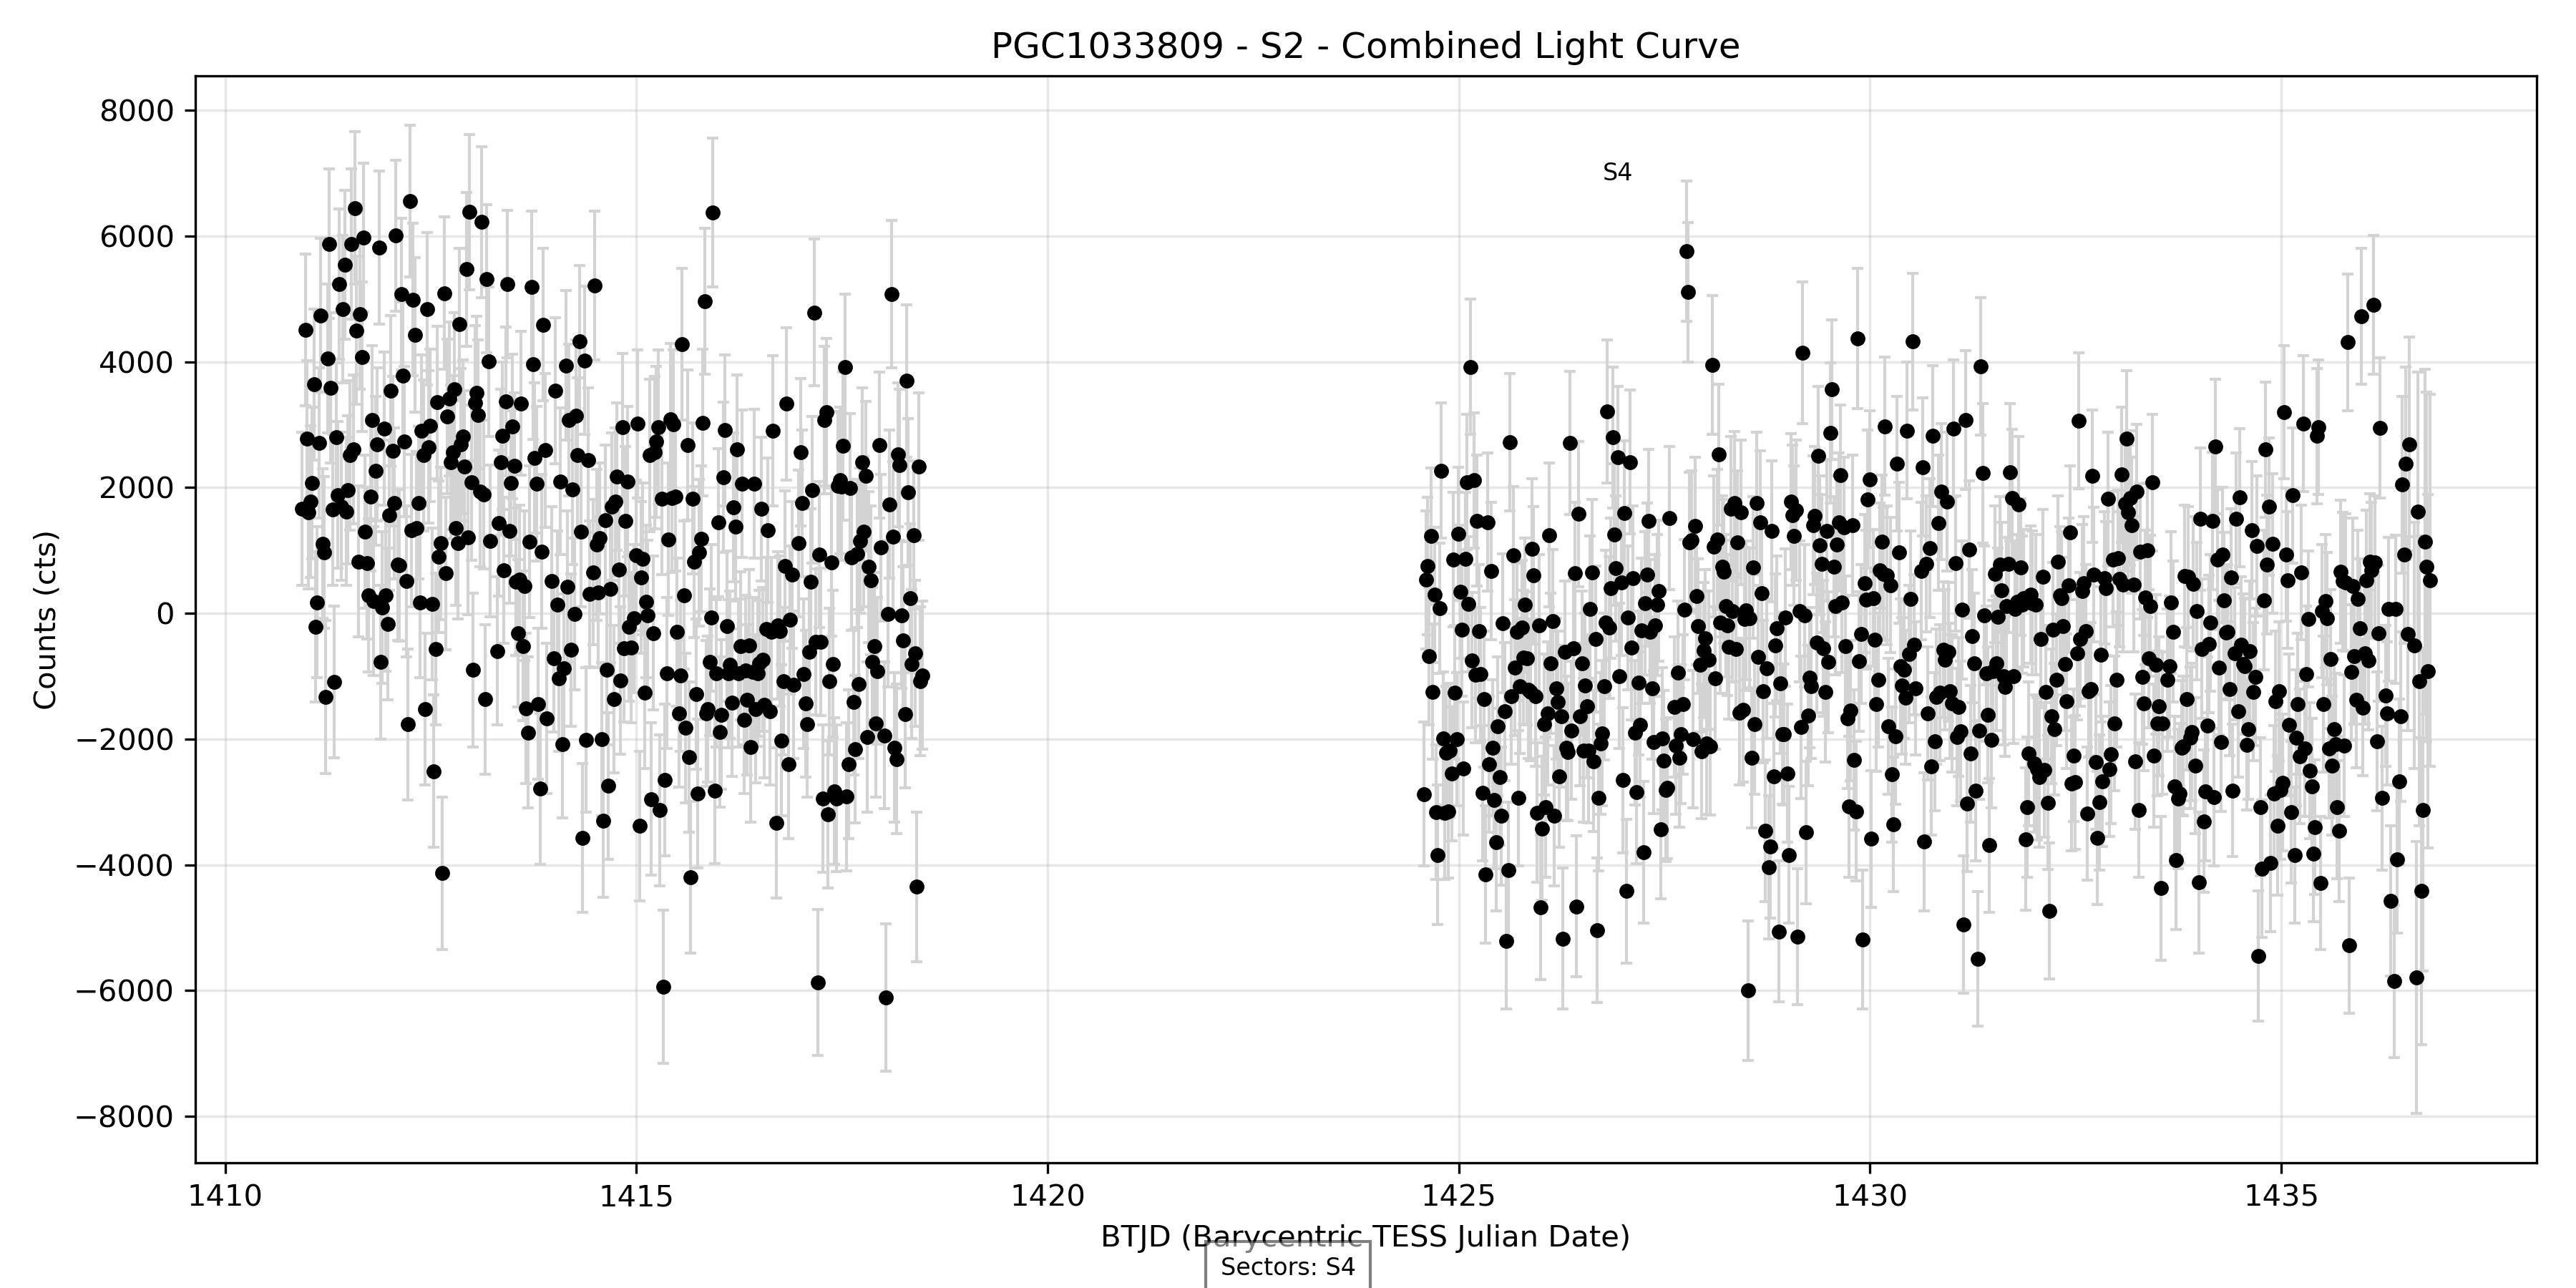 PGC1033809 - S2 - Combined Light Curve
8000
6000
4000
2000
0
−2000
−4000
−6000
−8000
Counts (cts)
S4
1410 1415 1420 1425 1430 1435
BTJD (Barycentric TESS Julian Date)
Sectors: S4